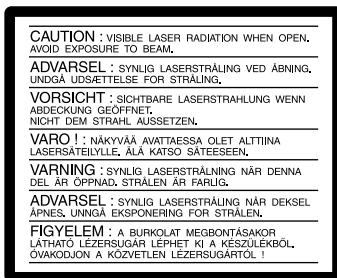 CAUTION : VISIBLE LASER RADIATION WHEN OPEN.
AVOID EXPOSURE TO BEAM.
ADVARSEL : SYNLIG LASERSTRÅLING VED ÅBNING.
UNDGÅ UDSÆTTELSE FOR STRÅLING.
VORSICHT : SICHTBARE LASERSTRAHLUNG WENN
ABDECKUNG GEÖFFNET.
NICHT DEM STRAHL AUSSETZEN.
VARO ! : NÄKYVÄÄ AVATTAESSA OLET ALTTIINA
LASERSÄTEILYLLE. ÄLÄ KATSO SÄTEESEEN.
VARNING : SYNLIG LASERSTRÅLNING NÄR DENNA
DEL ÄR ÖPPNAD. STRÅLEN ÄR FARLIG.
ADVARSEL : SYNLIG LASERSTRÅLING NÅR DEKSEL
ÅPNES. UNNGÅ EKSPONERING FOR STRÅLEN.
FIGYELEM : A BURKOLAT MEGBONTÁSAKOR
LÁTHATÓ LÉZERSUGÁR LÉPHET KI A KÉSZÜLÉKBŐL.
ÓVAKODJON A KÖZVETLEN LÉZERSUGÁRTÓL !